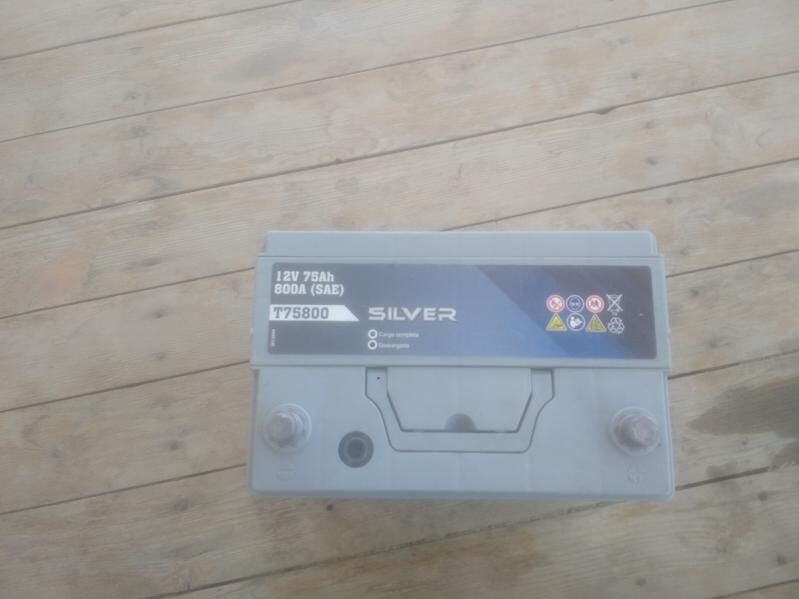 12V 75Ah
800A (SAE)
T75800
SILVER
Carga completa
Descargada